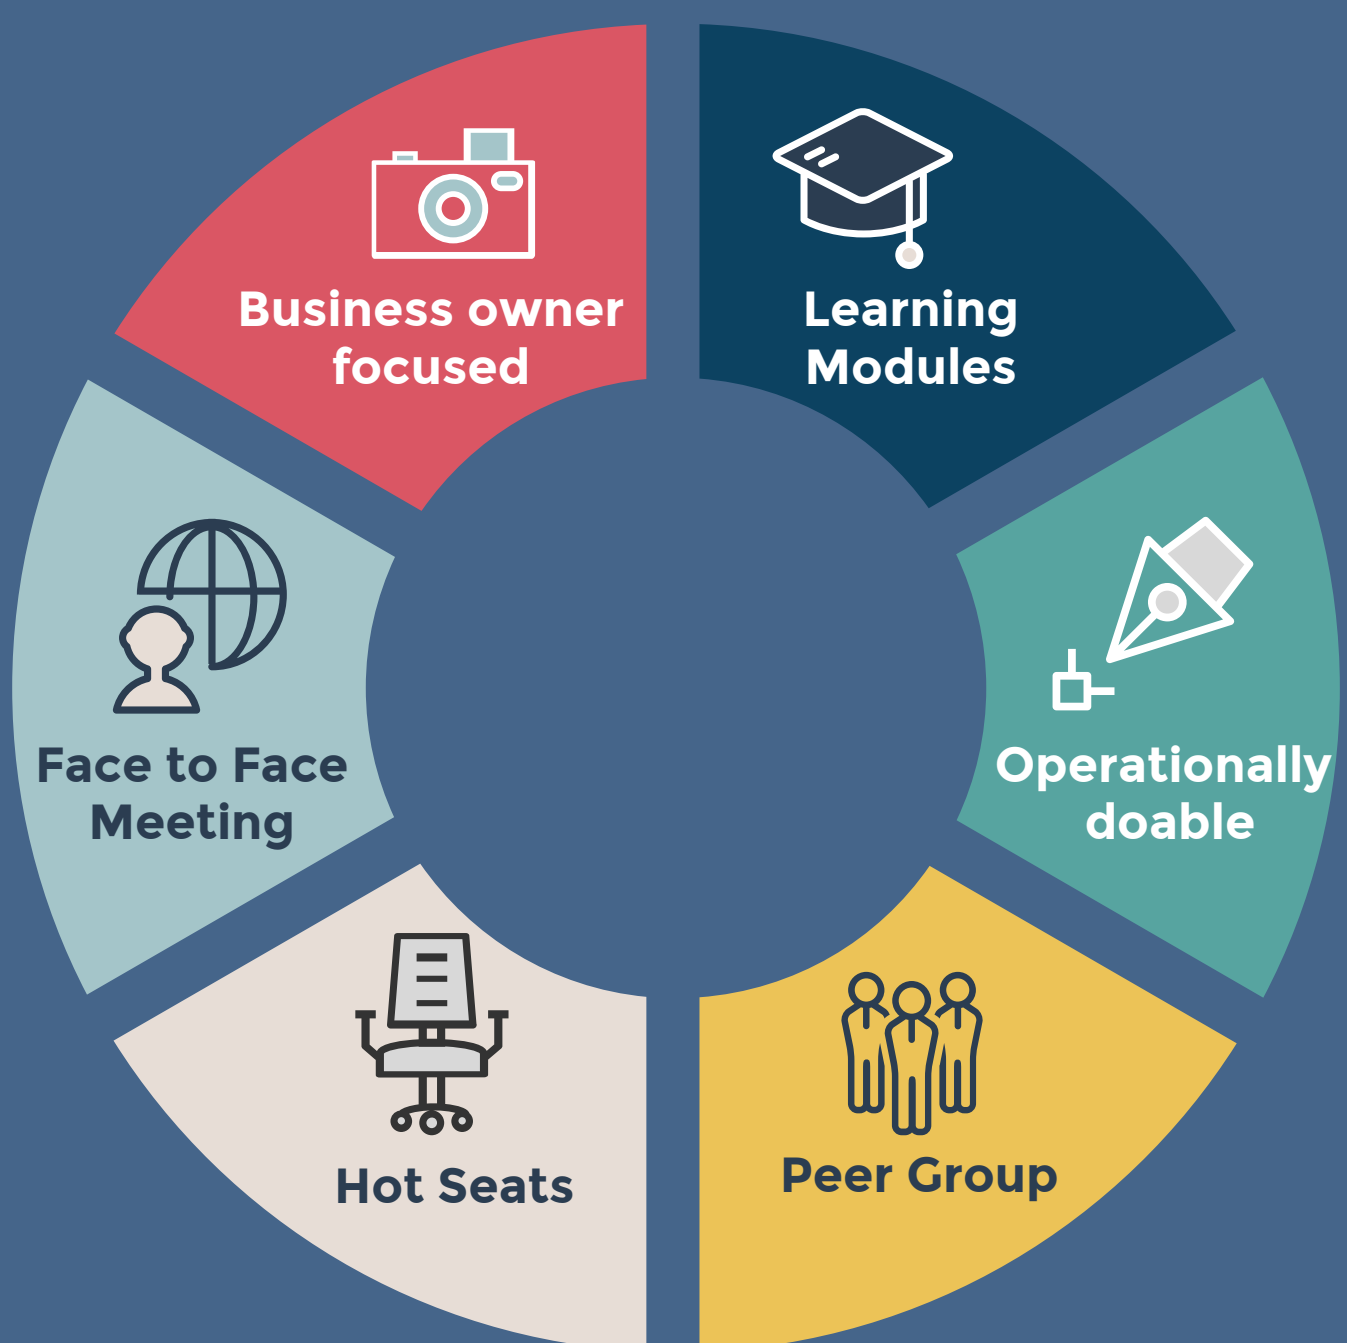 Business owner
focused
Learning
Modules
Face to Face
Meeting
Operationally
doable
Hot Seats
Peer Group